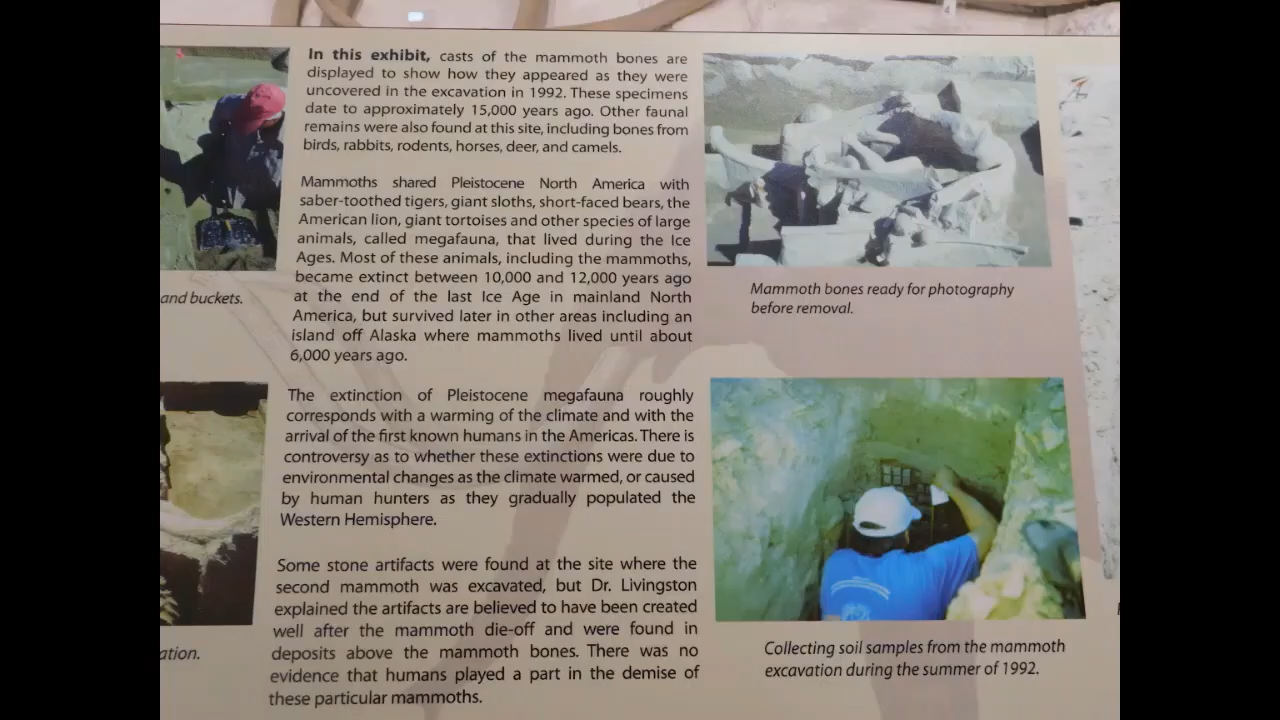 In this exhibit, casts of the mammoth bones are
displayed to show how they appeared as they were
uncovered in the excavation in 1992. These specimens
date to approximately 15,000 years ago. Other faunal
remains were also found at this site, including bones from
birds, rabbits, rodents, horses, deer, and camels.
Mammoths shared Pleistocene North America with
saber-toothed tigers, giant sloths, short-faced bears, the
American lion, giant tortoises and other species of large
animals, called megafauna, that lived during the Ice
Ages. Most of these animals, including the mammoths,
became extinct between 10,000 and 12,000 years ago
at the end of the last Ice Age in mainland North
America, but survived later in other areas including an
island off Alaska where mammoths lived until about
6,000 years ago.
The extinction of Pleistocene megafauna roughly
corresponds with a warming of the climate and with the
arrival of the first known humans in the Americas. There is
controversy as to whether these extinctions were due to
environmental changes as the climate warmed, or caused
by human hunters as they gradually populated the
Western Hemisphere.
Some stone artifacts were found at the site where the
second mammoth was excavated, but Dr. Livingston
explained the artifacts are believed to have been created
well after the mammoth die-off and were found in
deposits above the mammoth bones. There was no
evidence that humans played a part in the demise of
these particular mammoths.
and buckets.
ation.
Mammoth bones ready for photography
before removal.
Collecting soil samples from the mammoth
excavation during the summer of 1992.
4